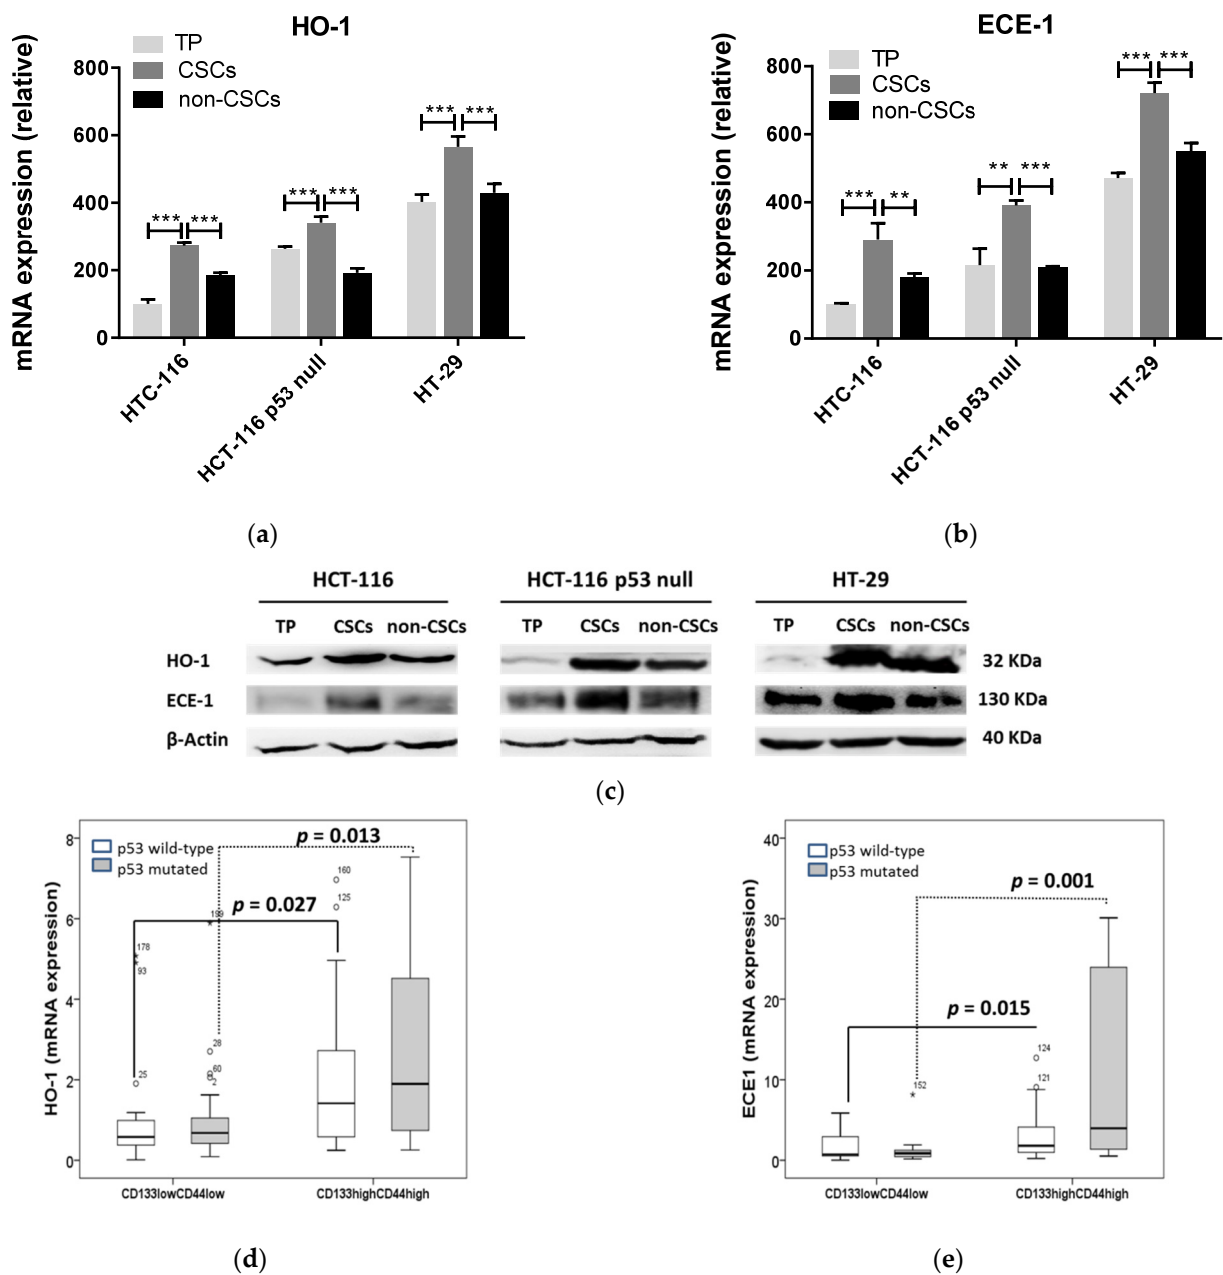 HO-1
mRNA expression (relative)
TP
CSCs
non-CSCs
800
600
400
200
0
*** ***
*** ***
*** ***
HTC-116
HCT-116 p53 null
HT-29
(a)
ECE-1
mRNA expression (relative)
TP
CSCs
non-CSCs
800
600
400
200
0
*** **
** ***
*** ***
HTC-116
HCT-116 p53 null
HT-29
(b)
HCT-116 HCT-116 p53 null HT-29
TP CSCs non-CSCs TP CSCs non-CSCs TP CSCs non-CSCs
HO-1 32 KDa
ECE-1 130 KDa
β-Actin 40 KDa
(c)
HO-1 (mRNA expression)
p53 wild-type
p53 mutated
8
6
4
2
0
p = 0.013
p = 0.027
160
125
199
178
*
93
28
60
2
25
CD133lowCD44low CD133highCD44high
(d)
ECE1 (mRNA expression)
p53 wild-type
p53 mutated
40
30
20
10
0
p = 0.001
p = 0.015
124
121
152
*
CD133lowCD44low CD133highCD44high
(e)